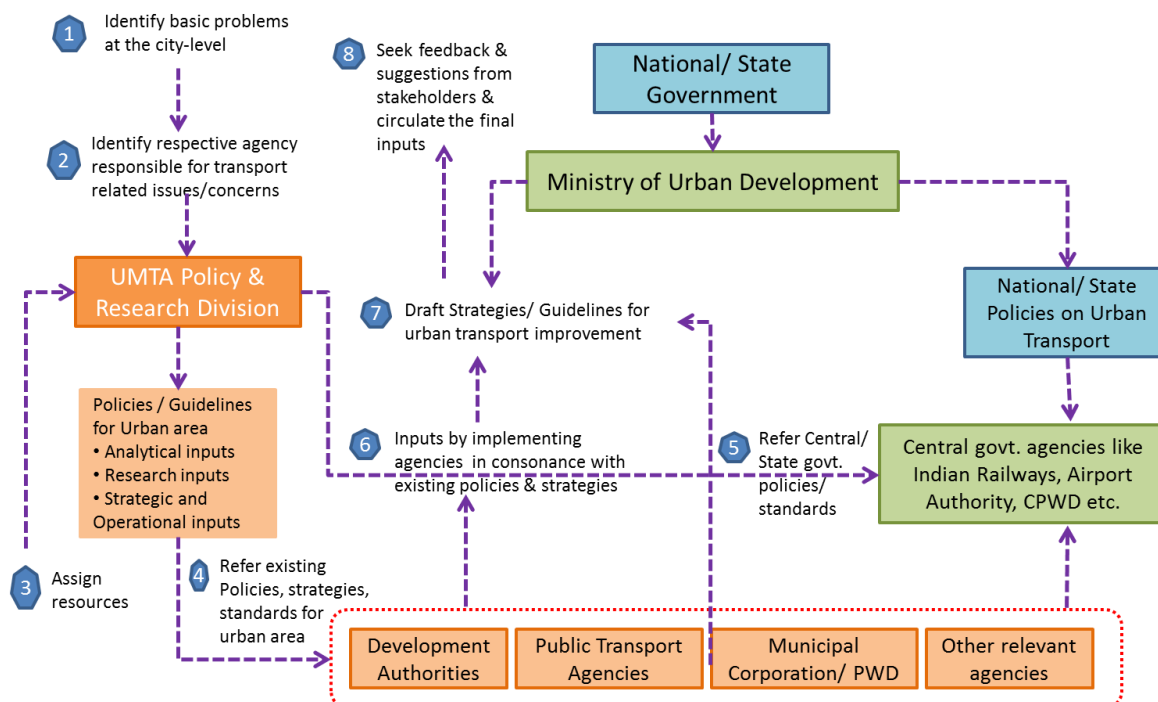 1
Identify basic problems
at the city-level
2
Identify respective agency
responsible for transport
related issues/concerns
UMTA Policy &
Research Division
Policies / Guidelines
for Urban area
• Analytical inputs
• Research inputs
• Strategic and
Operational inputs
3
Assign
resources
4
Refer existing
Policies, strategies,
standards for
urban area
8
Seek feedback &
suggestions from
stakeholders &
circulate the final
inputs
National/ State
Government
Ministry of Urban Development
7
Draft Strategies/ Guidelines for
urban transport improvement
National/ State
Policies on Urban
Transport
6
Inputs by implementing
agencies in consonance with
existing policies & strategies
5
Refer Central/
State govt.
policies/
standards
Central govt. agencies like
Indian Railways, Airport
Authority, CPWD etc.
Development
Authorities
Public Transport
Agencies
Municipal
Corporation/ PWD
Other relevant
agencies